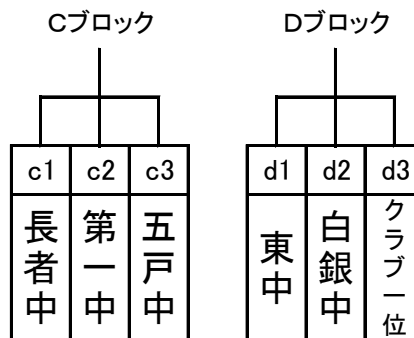 Cブロック
Dブロック
c1
c2
c3
d1
d2
d3
長者中
第一中
五戸中
東中
白銀中
クラブ一位